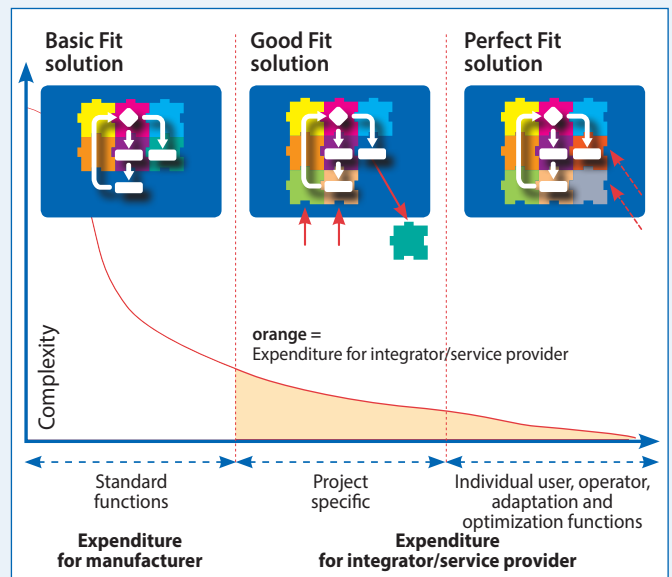 Basic Fit
solution
Good Fit
solution
Perfect Fit
solution
Complexity
orange =
Expenditure for integrator/service provider
Standard
functions
Project
specific
Individual user, operator,
adaptation and
optimization functions
Expenditure
for manufacturer
Expenditure
for integrator/service provider